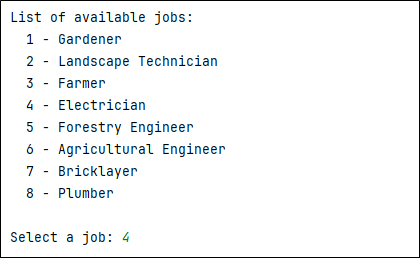 List of available jobs:
1 - Gardener
2 - Landscape Technician
3 - Farmer
4 - Electrician
5 - Forestry Engineer
6 - Agricultural Engineer
7 - Bricklayer
8 - Plumber
Select a job: 4